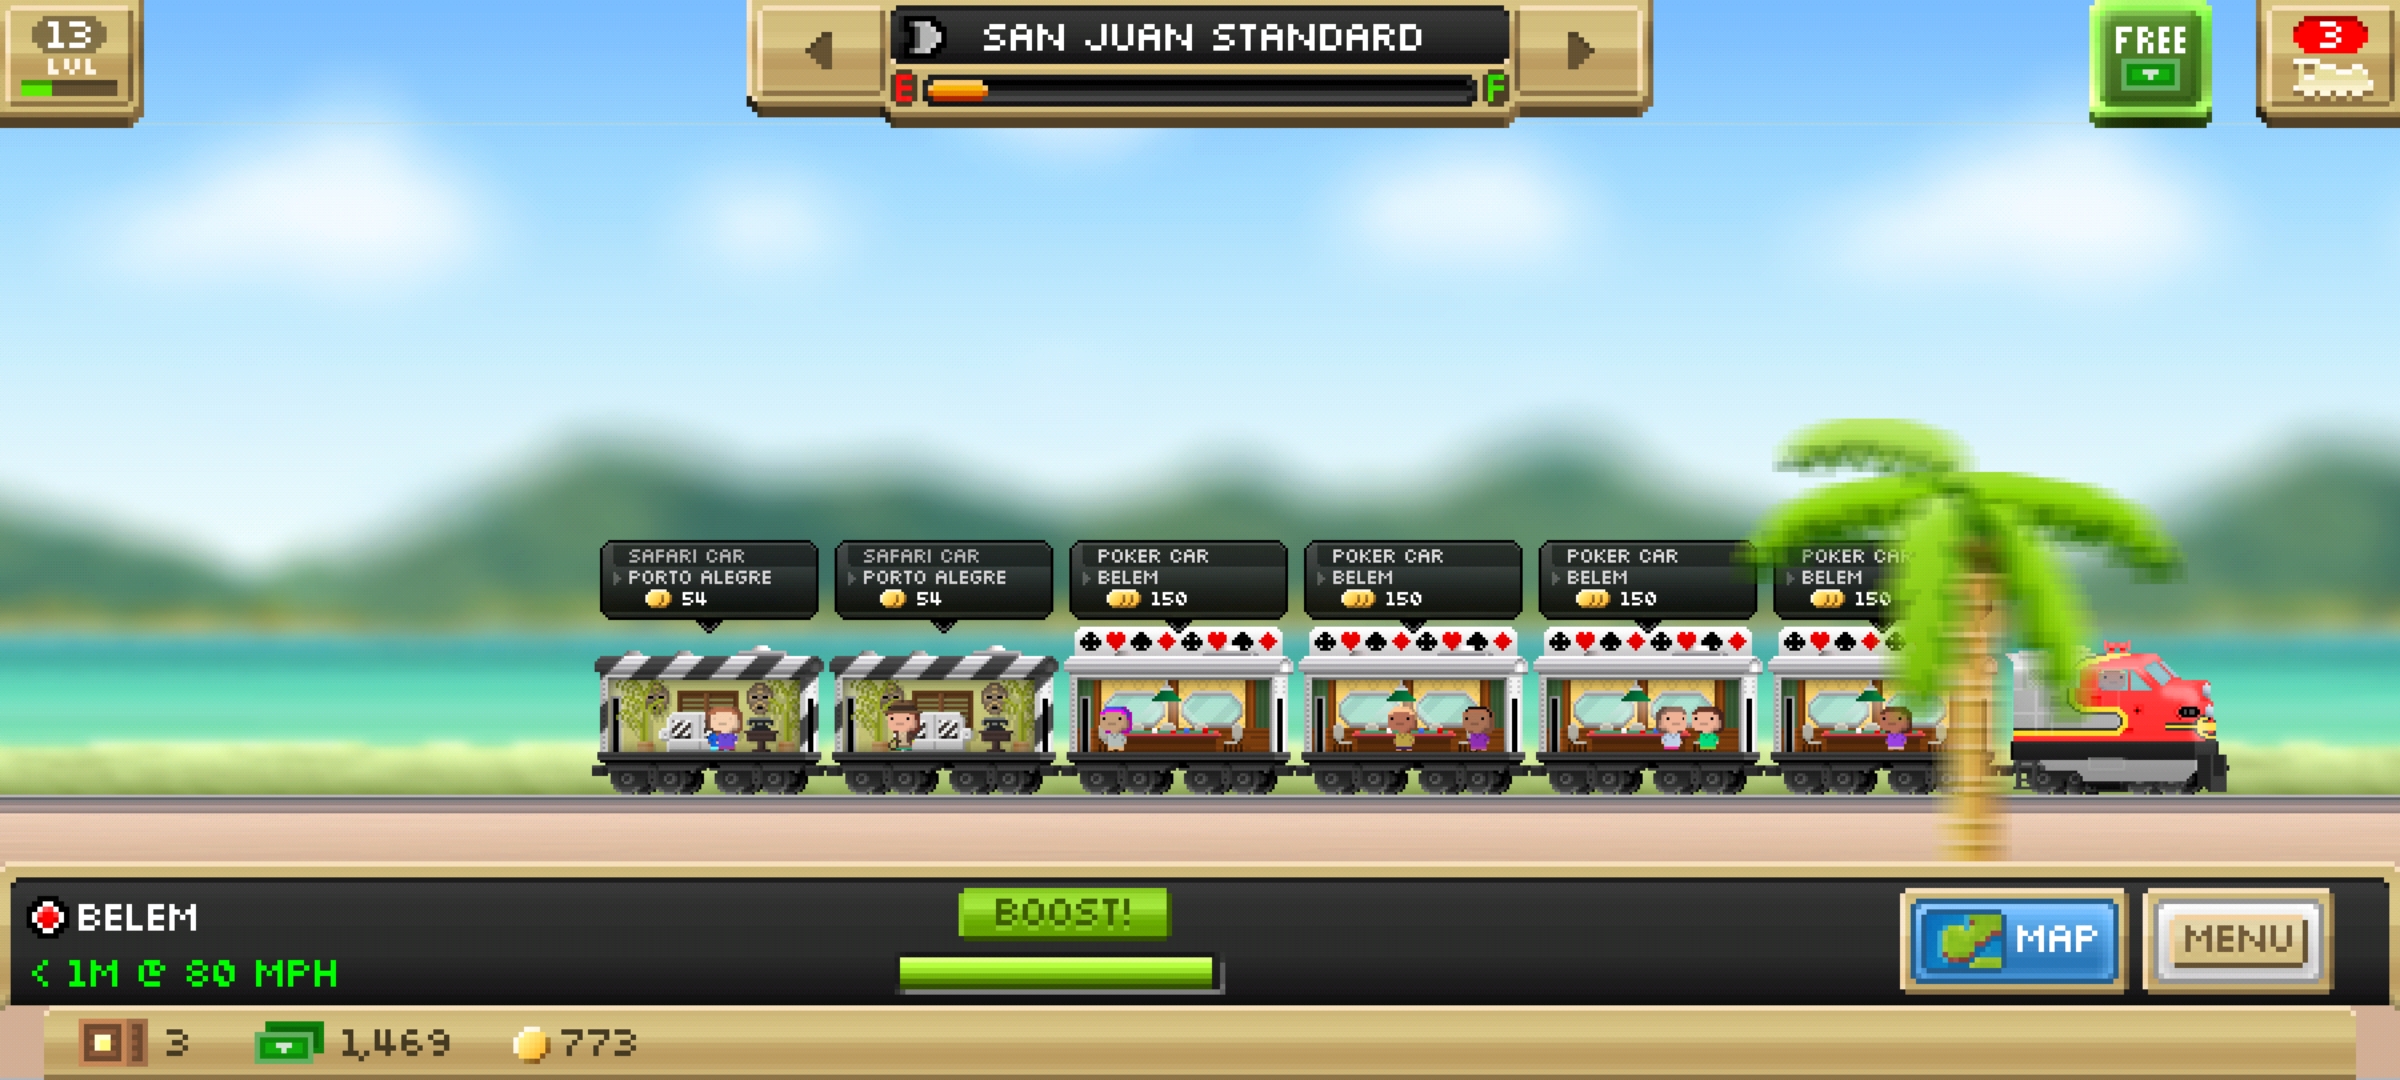 13
LVL
SAN JUAN STANDARD
E F
FREE
3
SAFARI CAR
PORTO ALEGRE
54
SAFARI CAR
PORTO ALEGRE
54
POKER CAR
BELEM
150
POKER CAR
BELEM
150
POKER CAR
BELEM
150
POKER CAR
BELEM
150
BELEM
< 1M @ 80 MPH
BOOST!
MAP
MENU
3 1,469 773